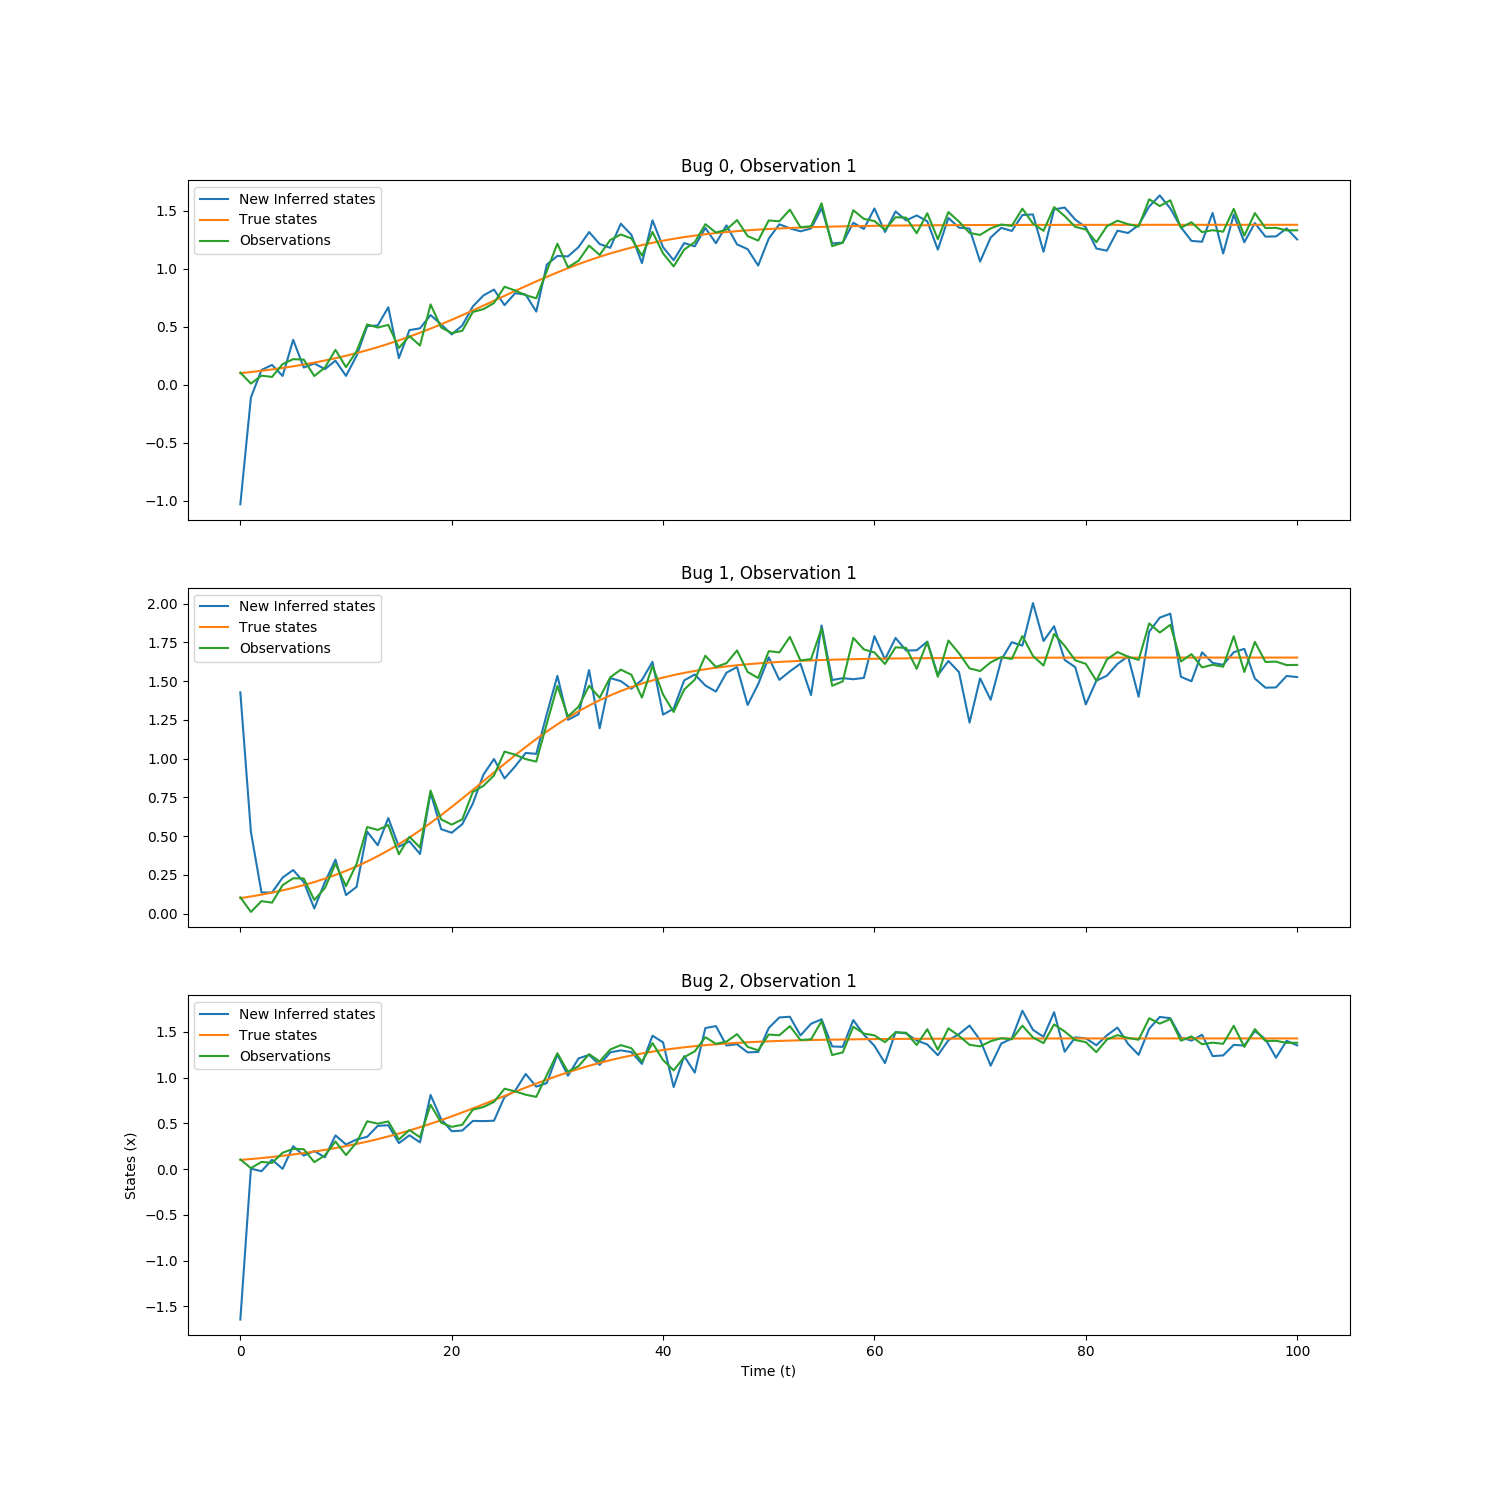 Bug 0, Observation 1
New Inferred states
True states
Observations
1.5
1.0
0.5
0.0
−0.5
−1.0
Bug 1, Observation 1
New Inferred states
True states
Observations
2.00
1.75
1.50
1.25
1.00
0.75
0.50
0.25
0.00
Bug 2, Observation 1
New Inferred states
True states
Observations
1.5
1.0
0.5
0.0
−0.5
−1.0
−1.5
States (x)
0 20 40 60 80 100
Time (t)